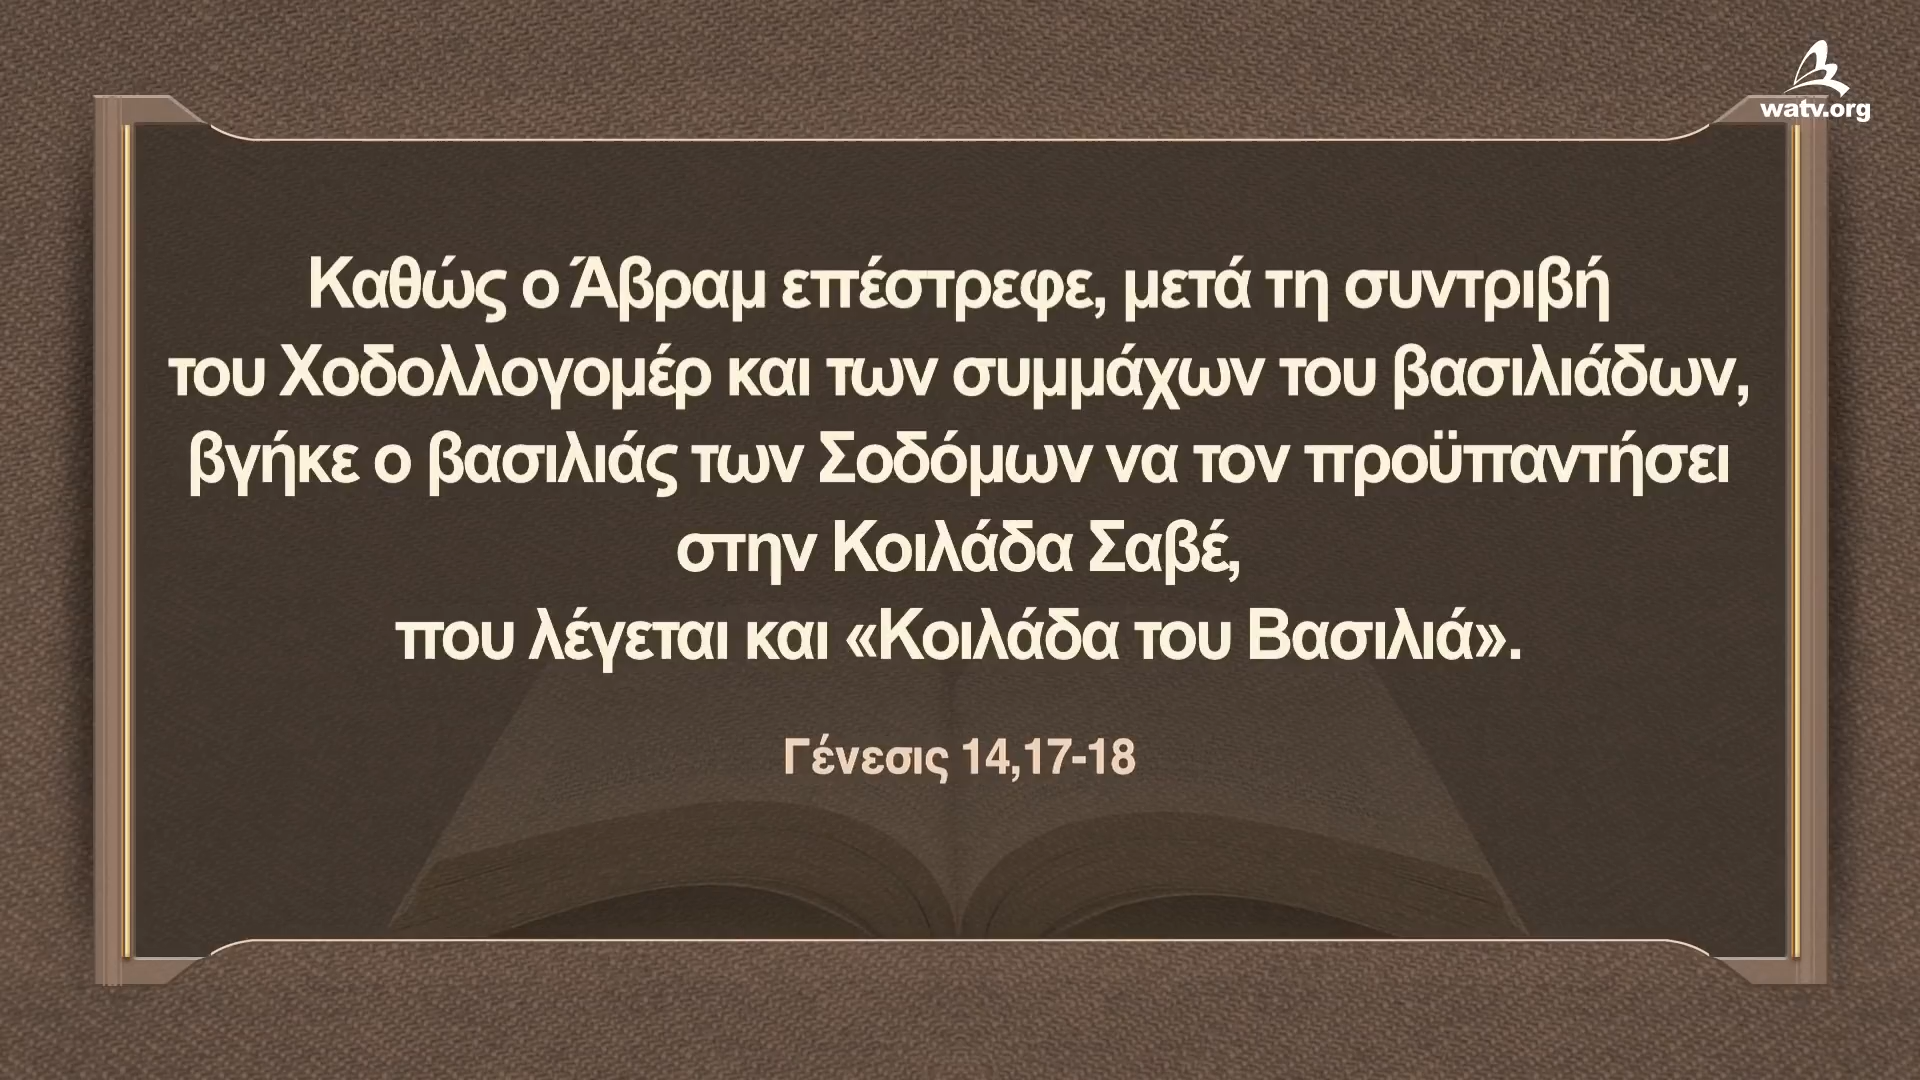 watv.org
Καθώς ο Άβραμ επέστρεφε, μετά τη συντριβή
του Χοδολλογομέρ και των συμμάχων του βασιλιάδων,
βγήκε ο βασιλιάς των Σοδόμων να τον προϋπαντήσει
στην Κοιλάδα Σαβέ,
που λέγεται και «Κοιλάδα του Βασιλιά».
Γένεσις 14,17-18